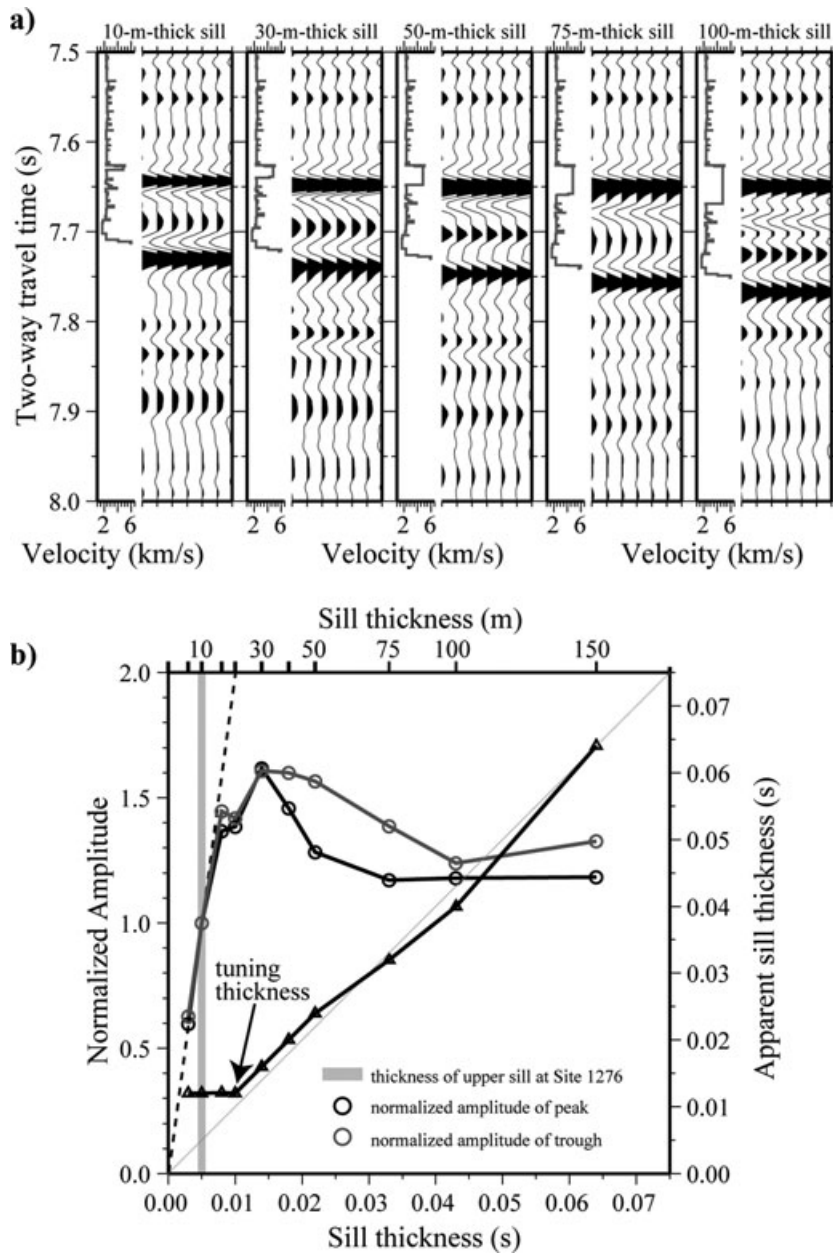 a)
10-m-thick sill 30-m-thick sill 50-m-thick sill 75-m-thick sill 100-m-thick sill
7.5
7.6
7.7
7.8
7.9
8.0
Two-way travel time (s)
2 6 2 6 2 6 2 6 2 6
Velocity (km/s) Velocity (km/s) Velocity (km/s)
b)
Sill thickness (m)
10 30 50 75 100 150
2.0
1.5
1.0
0.5
0.0
Normalized Amplitude
tuning
thickness
thickness of upper sill at Site 1276
normalized amplitude of peak
normalized amplitude of trough
0.07
0.06
0.05
0.04
0.03
0.02
0.01
0.00
Apparent sill thickness (s)
0.00 0.01 0.02 0.03 0.04 0.05 0.06 0.07
Sill thickness (s)